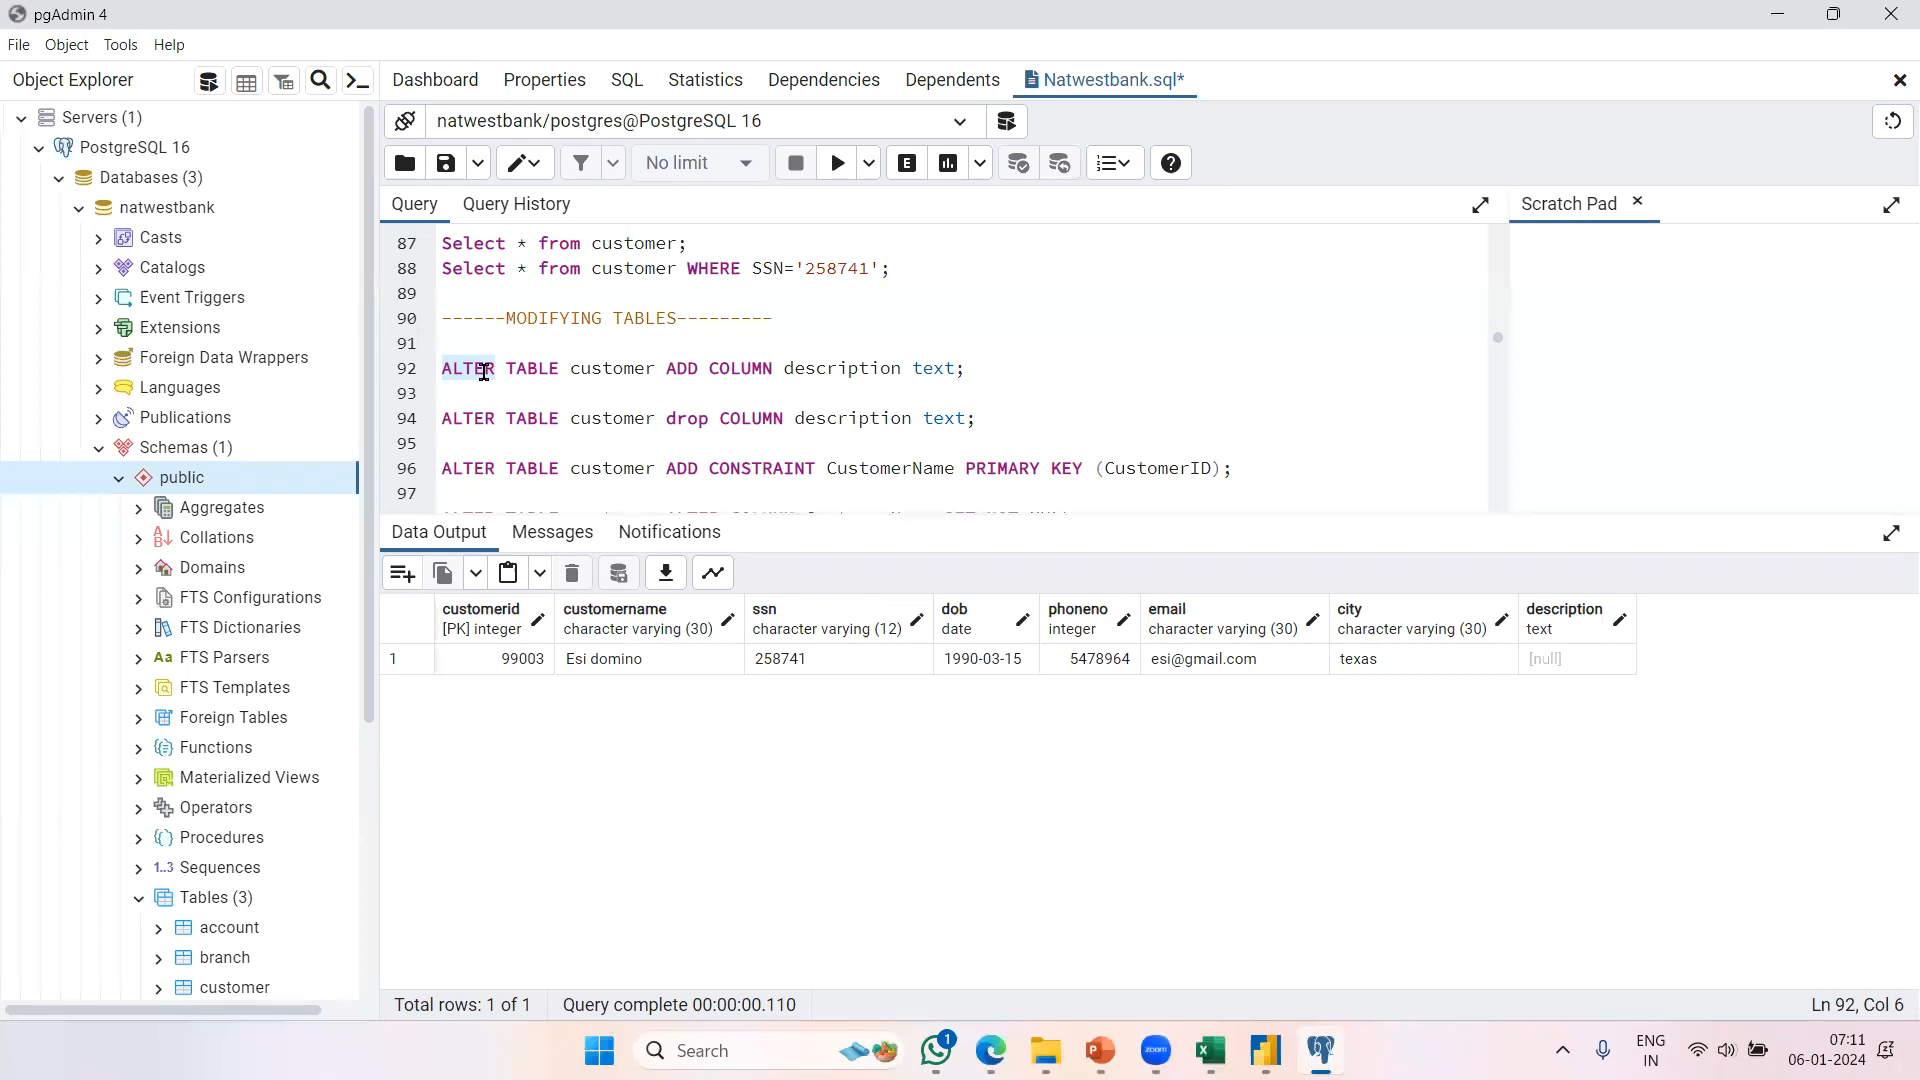 pgAdmin 4
File Object Tools Help
Object Explorer
Dashboard Properties SQL Statistics Dependencies Dependents Natwestbank.sql*
Servers (1)
PostgreSQL 16
Databases (3)
natwestbank
Casts
Catalogs
Event Triggers
Extensions
Foreign Data Wrappers
Languages
Publications
Schemas (1)
public
Aggregates
Collations
Domains
FTS Configurations
FTS Dictionaries
FTS Parsers
FTS Templates
Foreign Tables
Functions
Materialized Views
Operators
Procedures
1..3 Sequences
Tables (3)
account
branch
customer
natwestbank/postgres@PostgreSQL 16
No limit
E
Query Query History
Scratch Pad
87 Select * from customer;
88 Select * from customer WHERE SSN='258741';
89
90 ------MODIFYING TABLES---------
91
92 ALTER TABLE customer ADD COLUMN description text;
93
94 ALTER TABLE customer drop COLUMN description text;
95
96 ALTER TABLE customer ADD CONSTRAINT CustomerName PRIMARY KEY (CustomerID);
97
Data Output Messages Notifications
customerid customername ssn dob phoneno email city description
[PK] integer character varying (30) character varying (12) date integer character varying (30) character varying (30) text
1 99003 Esi domino 258741 1990-03-15 5478964 esi@gmail.com texas [null]
Total rows: 1 of 1 Query complete 00:00:00.110 Ln 92, Col 6
Search
1
zoom
ENG
IN
07:11
06-01-2024